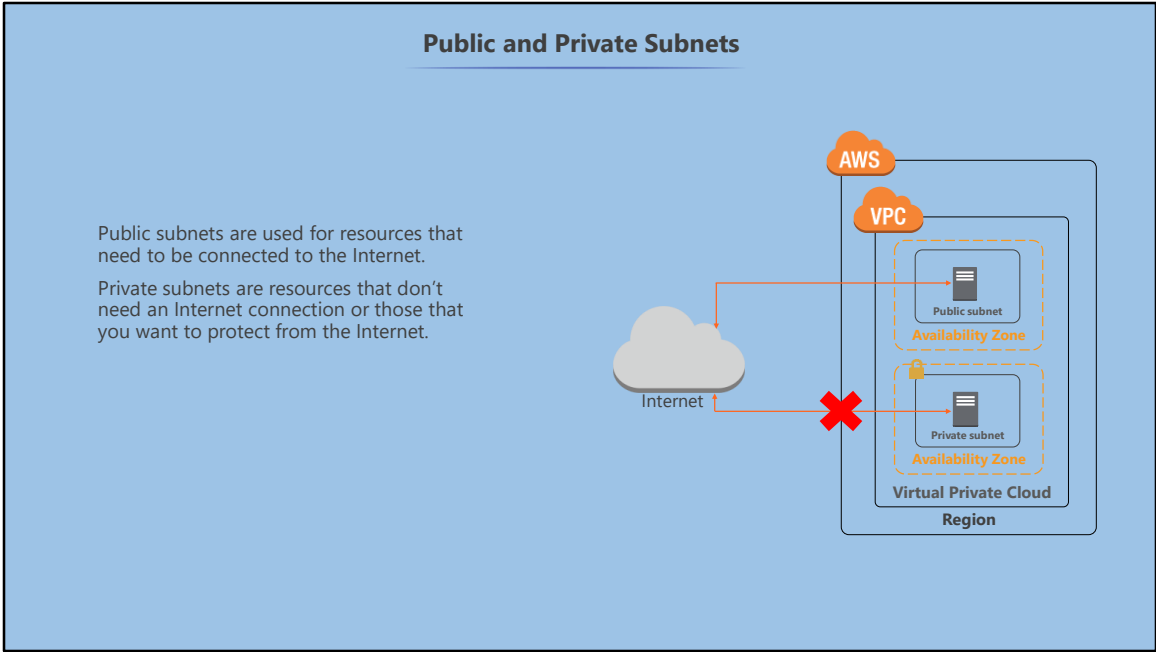 Public and Private Subnets
Public subnets are used for resources that
need to be connected to the Internet.
Private subnets are resources that don’t
need an Internet connection or those that
you want to protect from the Internet.
AWS
VPC
Public subnet
Availability Zone
Internet
Private subnet
Availability Zone
Virtual Private Cloud
Region